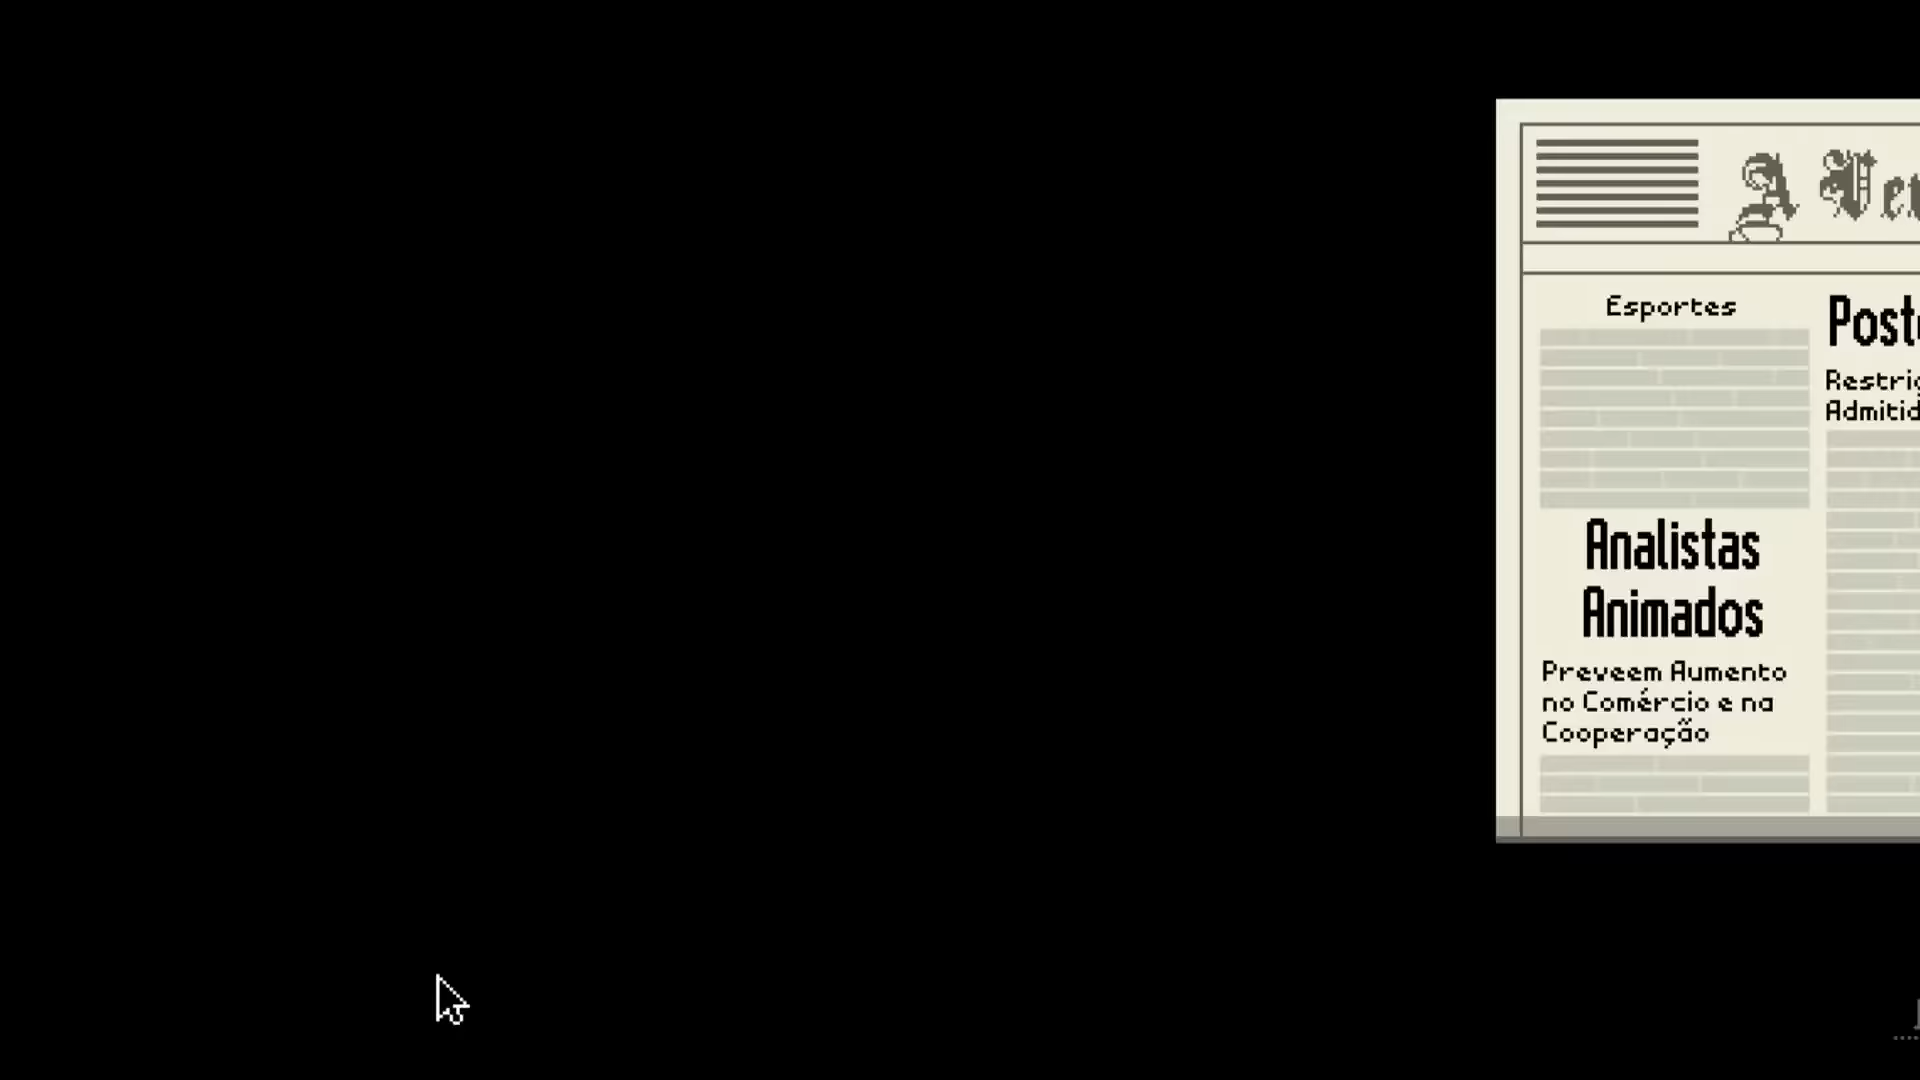 A
Esportes
Analistas
Animados
Preveem Aumento
no Comércio e na
Cooperação